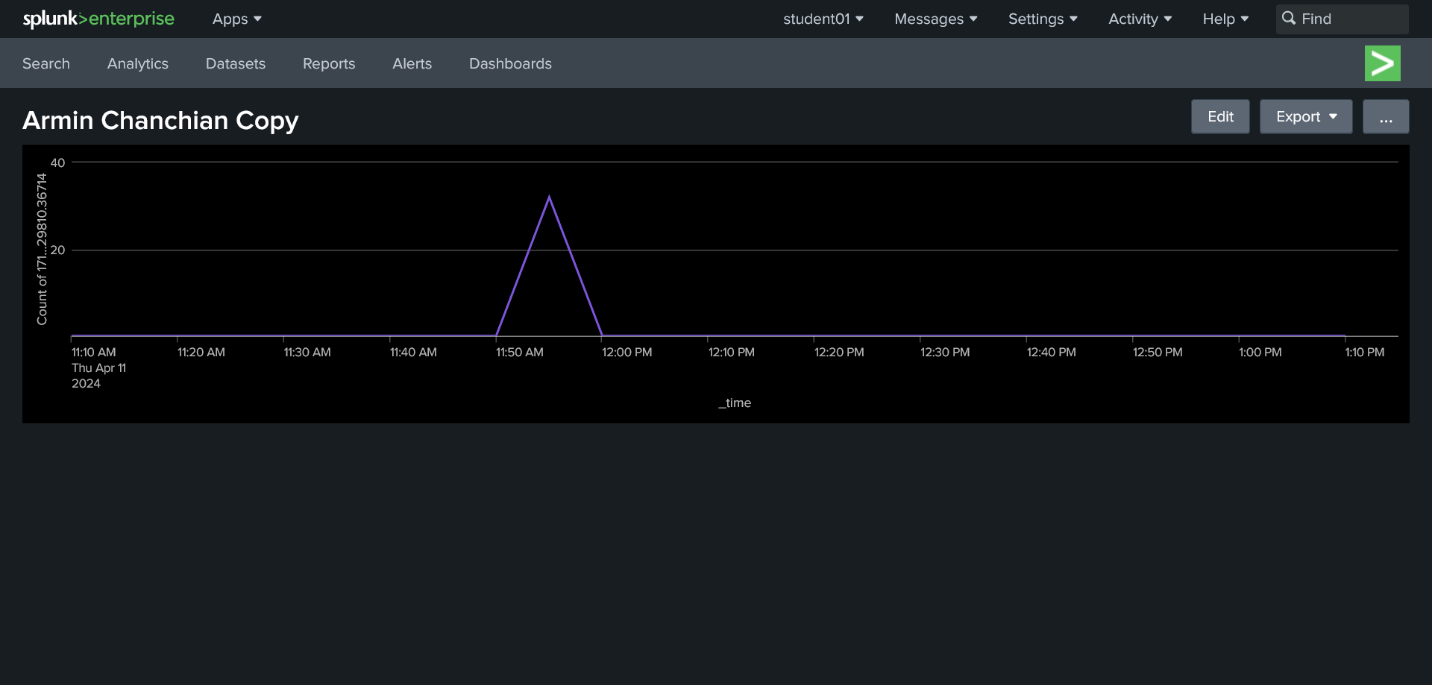 splunk>enterprise Apps student01 Messages Settings Activity Help Find
Search Analytics Datasets Reports Alerts Dashboards
Armin Chanchian Copy
Edit Export ...
Count of 171...29810.36714
40
20
11:10 AM 11:20 AM 11:30 AM 11:40 AM 11:50 AM 12:00 PM 12:10 PM 12:20 PM 12:30 PM 12:40 PM 12:50 PM 1:00 PM 1:10 PM
Thu Apr 11
2024
_time